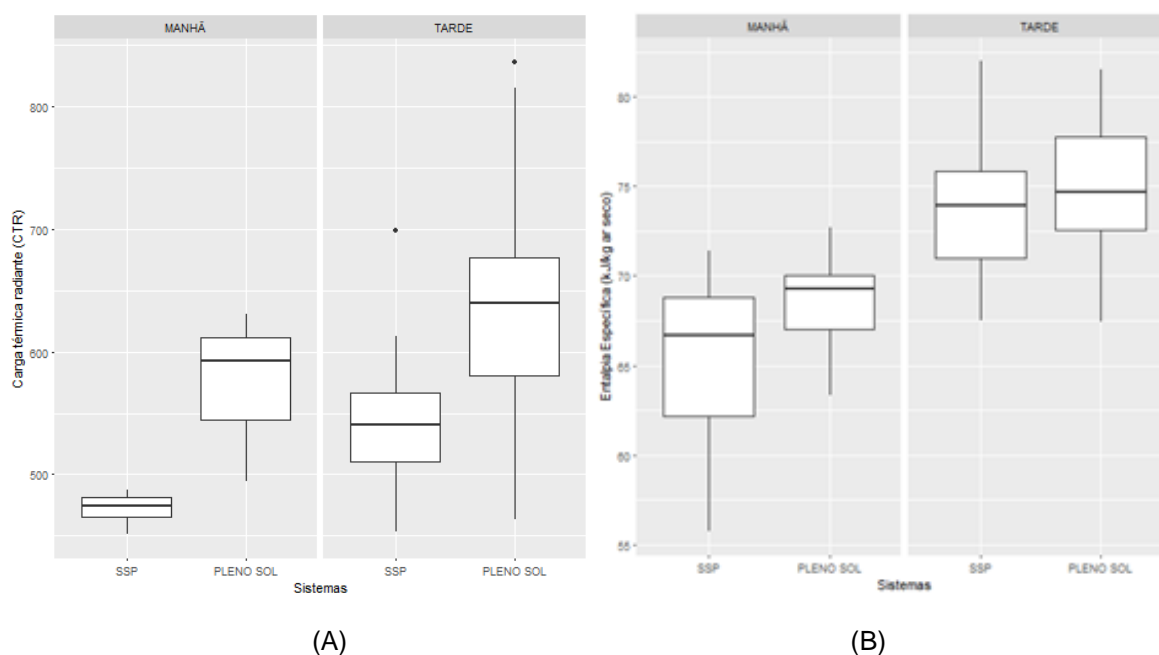 MANHÃ TARDE
Carga térmica radiante (CTR)
800
700
600
500
SSP PLENO SOL SSP PLENO SOL
Sistemas
(A)
MANHÃ TARDE
Entalpia Específica (kJ/kg ar seco)
80
75
70
65
60
55
SSP PLENO SOL SSP PLENO SOL
Sistemas
(B)